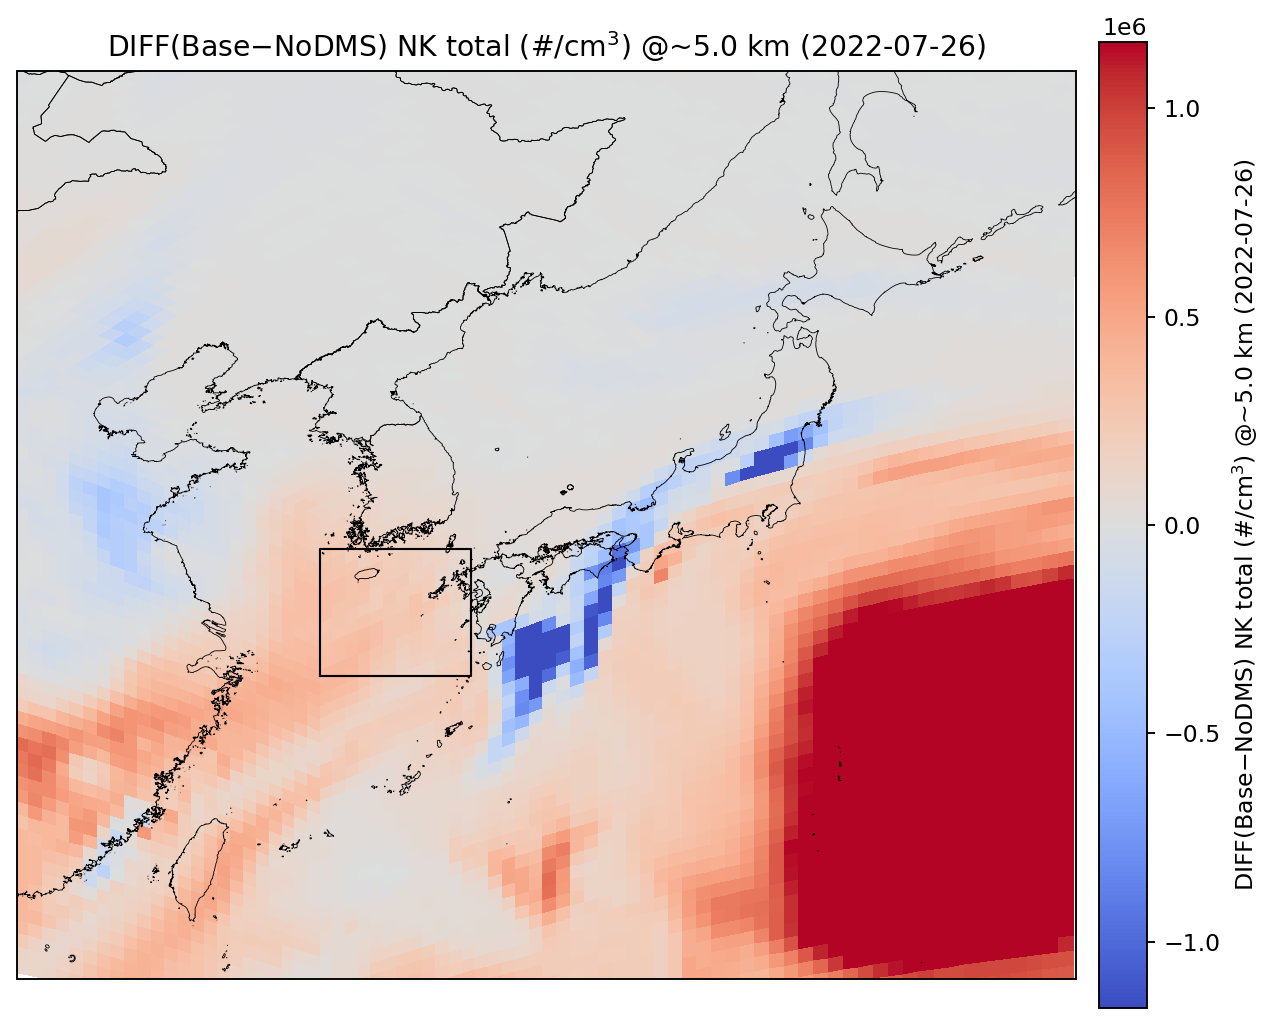 DIFF(Base−NoDMS) NK total (#/cm³) @~5.0 km (2022-07-26)
1e6
1.0
0.5
0.0
−0.5
−1.0
DIFF(Base−NoDMS) NK total (#/cm³) @~5.0 km (2022-07-26)